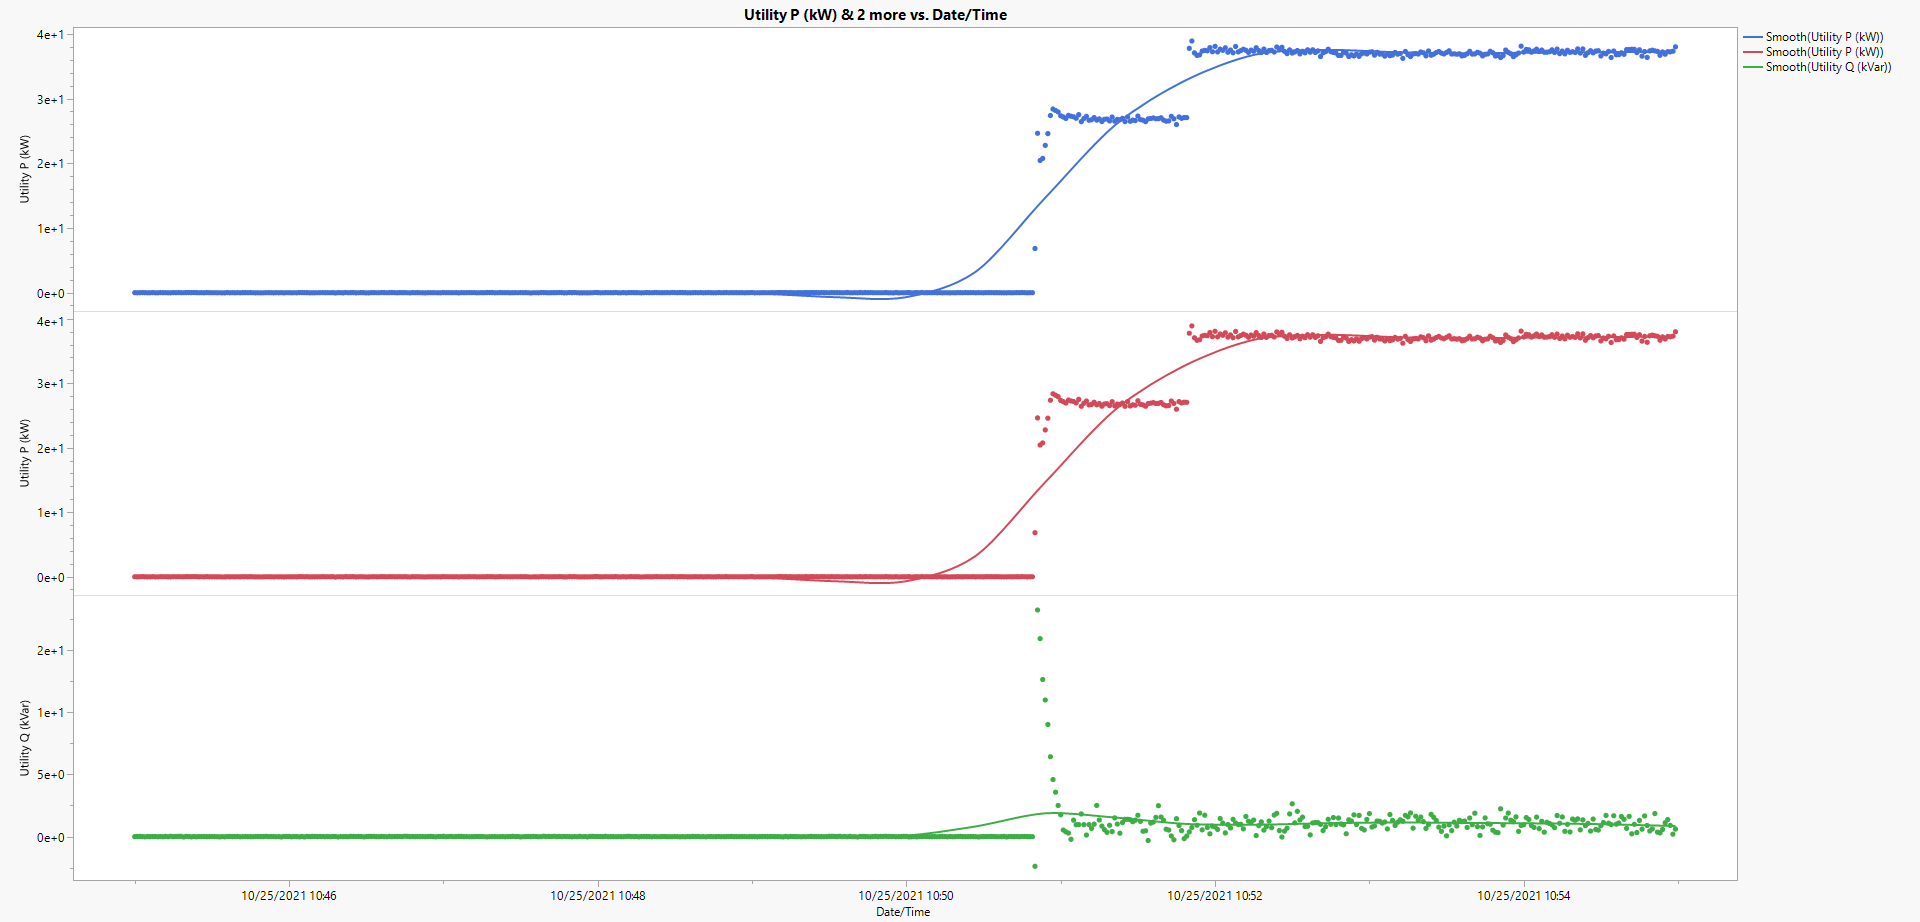 Utility P (kW) & 2 more vs. Date/Time
Smooth(Utility P (kW))
Smooth(Utility P (kW))
Smooth(Utility Q (kVar))
Utility P (kW)
4e+1
3e+1
2e+1
1e+1
0e+0
Utility P (kW)
4e+1
3e+1
2e+1
1e+1
0e+0
Utility Q (kVar)
2e+1
1e+1
5e+0
0e+0
10/25/2021 10:46
10/25/2021 10:48
10/25/2021 10:50
10/25/2021 10:52
10/25/2021 10:54
Date/Time